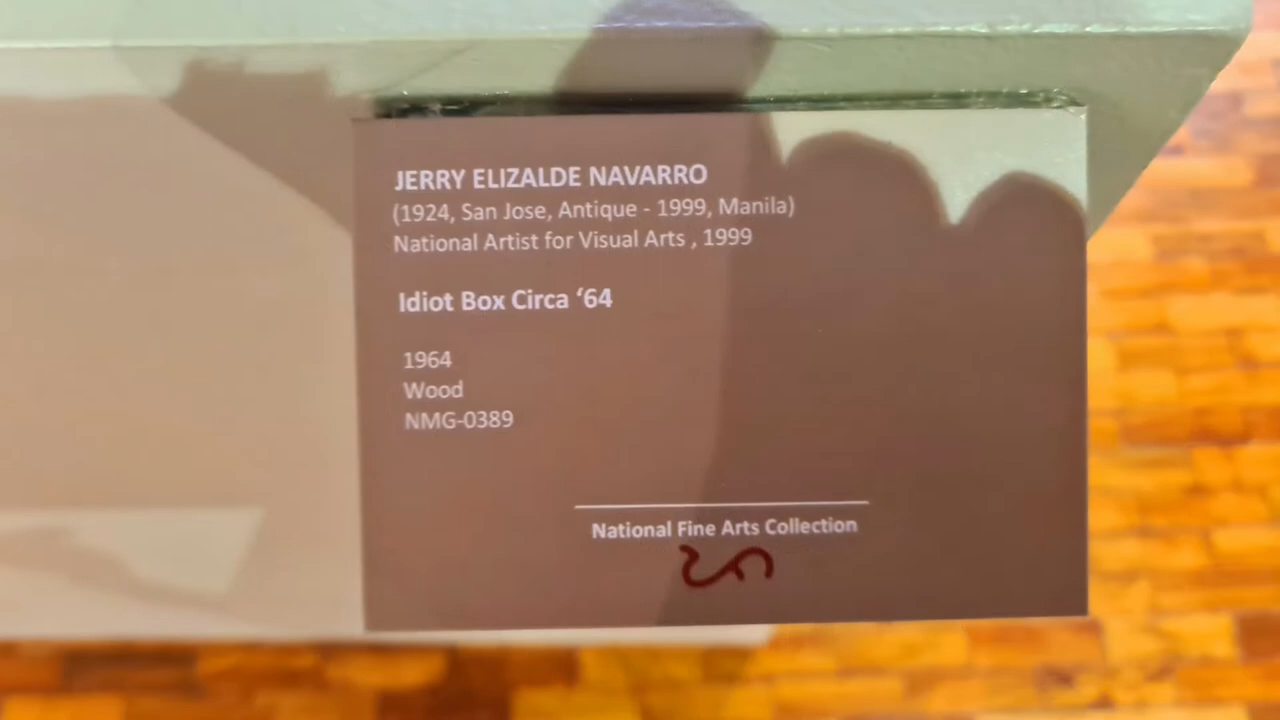 JERRY ELIZALDE NAVARRO
(1924, San Jose, Antique - 1999, Manila)
National Artist for Visual Arts , 1999
Idiot Box Circa ‘64
1964
Wood
NMG-0389
National Fine Arts Collection